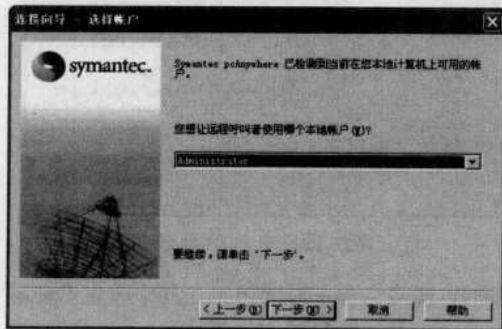 连接向导 - 选择帐户
symantec.
Symantec pcAnywhere 已检测到当前在您本地计算机上可用的帐
户。
您想让远程呼叫者使用哪个本地帐户(W)?
Administrator
要继续，请单击‘下一步’。
<上一步(B)
下一步(N)>
取消
帮助